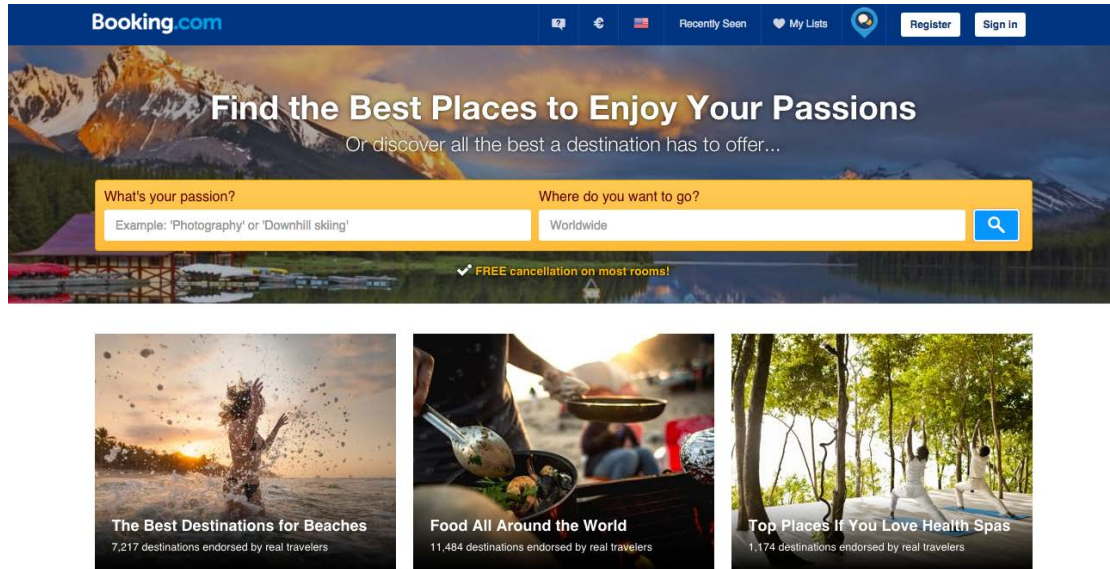 Booking.com
€
Recently Seen
My Lists
Register
Sign in
Find the Best Places to Enjoy Your Passions
Or discover all the best a destination has to offer...
What's your passion?
Where do you want to go?
Example: 'Photography' or 'Downhill skiing'
Worldwide
FREE cancellation on most rooms!
The Best Destinations for Beaches
7,217 destinations endorsed by real travelers
Food All Around the World
11,484 destinations endorsed by real travelers
Top Places If You Love Health Spas
1,174 destinations endorsed by real travelers